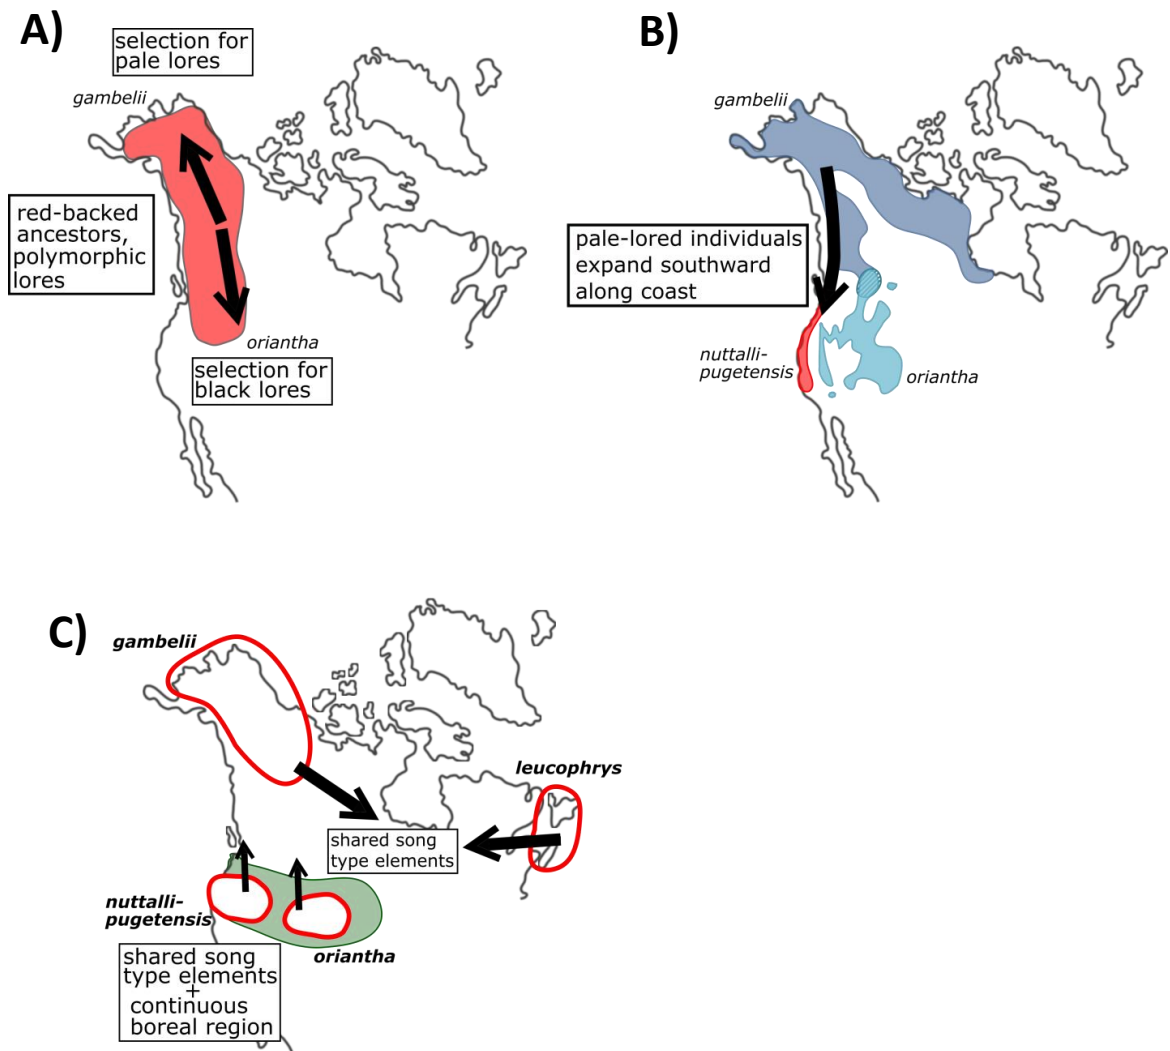 A)
selection for
pale lores
gambelii
red-backed
ancestors,
polymorphic
lores
oriantha
selection for
black lores
B)
gambelii
pale-lored individuals
expand southward
along coast
nuttalli-
pugetensis
oriantha
C)
gambelii
leucophrys
shared song
type elements
nuttalli-
pugetensis
oriantha
shared song
type elements
+
continuous
boreal region